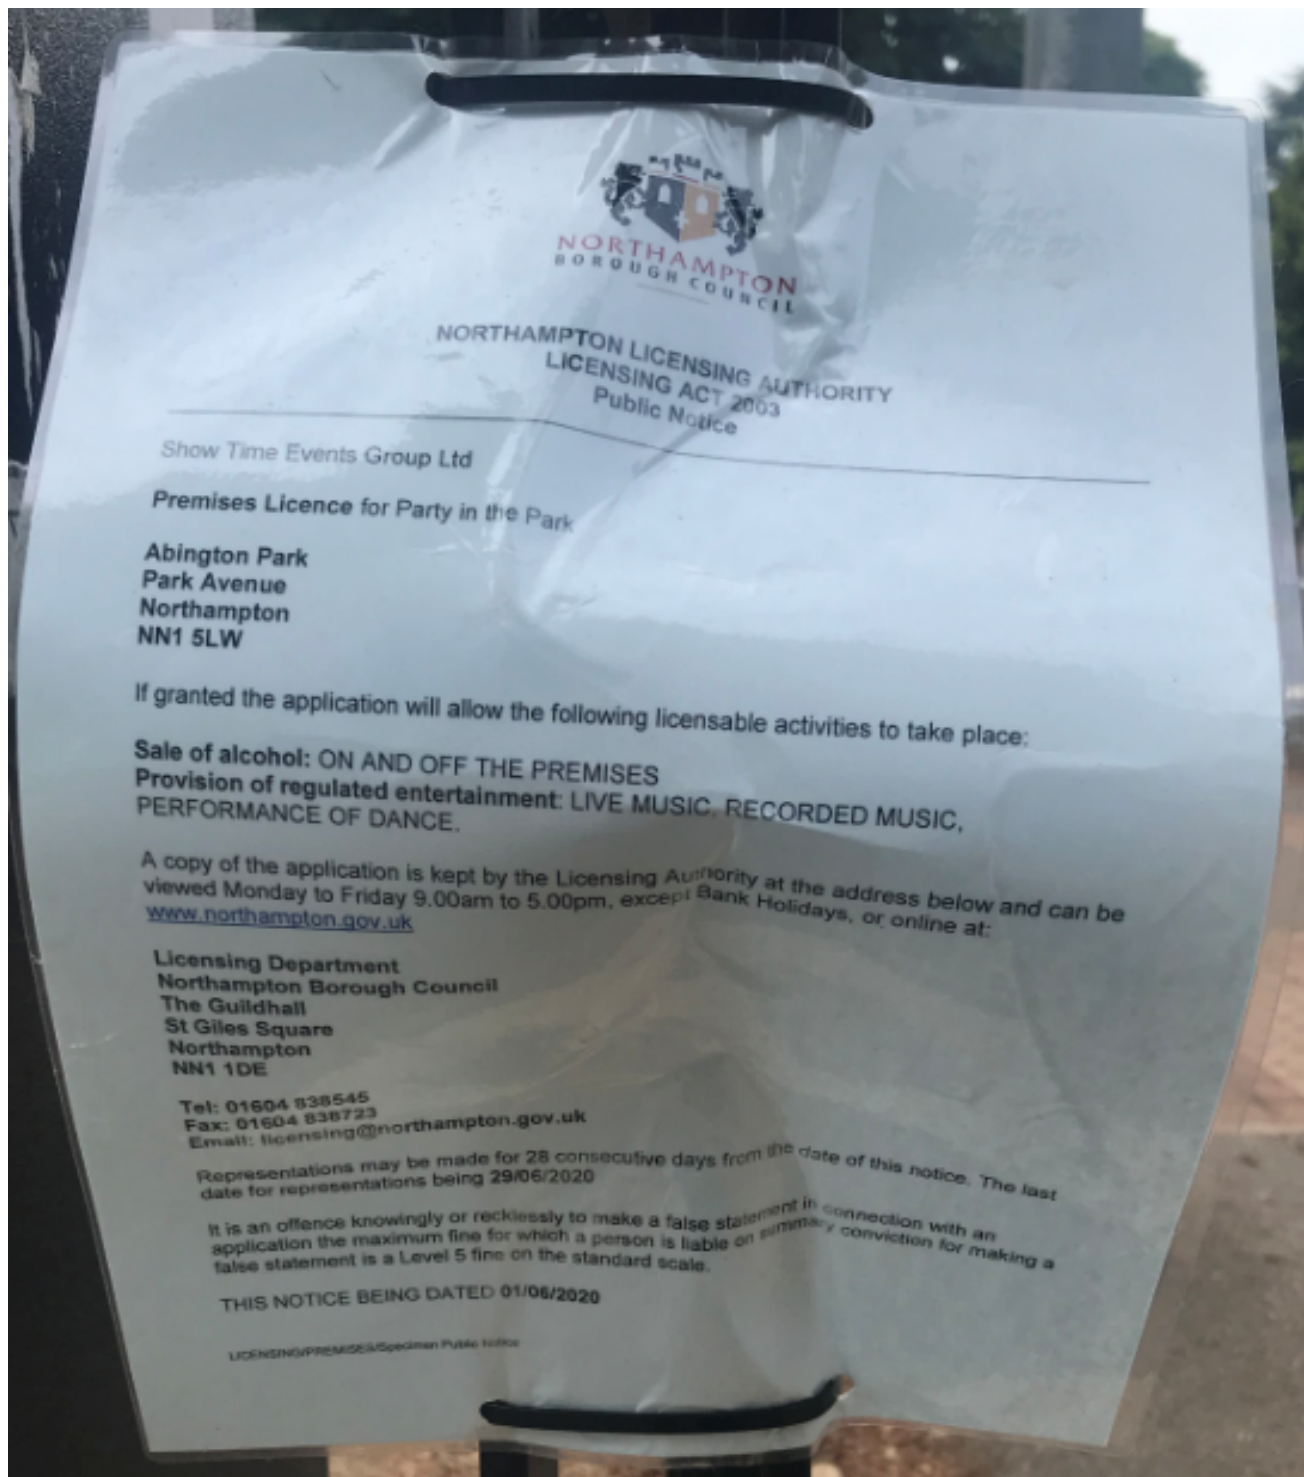 NORTHAMPTON
BOROUGH COUNCIL
NORTHAMPTON LICENSING AUTHORITY
LICENSING ACT 2003
Public Notice
Show Time Events Group Ltd
Premises Licence for Party in the Park
Abington Park
Park Avenue
Northampton
NN1 5LW
If granted the application will allow the following licensable activities to take place:
Sale of alcohol: ON AND OFF THE PREMISES
Provision of regulated entertainment: LIVE MUSIC, RECORDED MUSIC,
PERFORMANCE OF DANCE.
A copy of the application is kept by the Licensing Authority at the address below and can be
viewed Monday to Friday 9.00am to 5.00pm, except Bank Holidays, or online at:
www.northampton.gov.uk
Licensing Department
Northampton Borough Council
The Guildhall
St Giles Square
Northampton
NN1 1DE
Tel: 01604 838545
Fax: 01604 838723
Email: licensing@northampton.gov.uk
Representations may be made for 28 consecutive days from the date of this notice. The last
date for representations being 29/06/2020
It is an offence knowingly or recklessly to make a false statement in connection with an
application the maximum fine for which a person is liable on summary conviction for making a
false statement is a Level 5 fine on the standard scale.
THIS NOTICE BEING DATED 01/06/2020
LICENSING/PREMISES/Specimen Public Notice